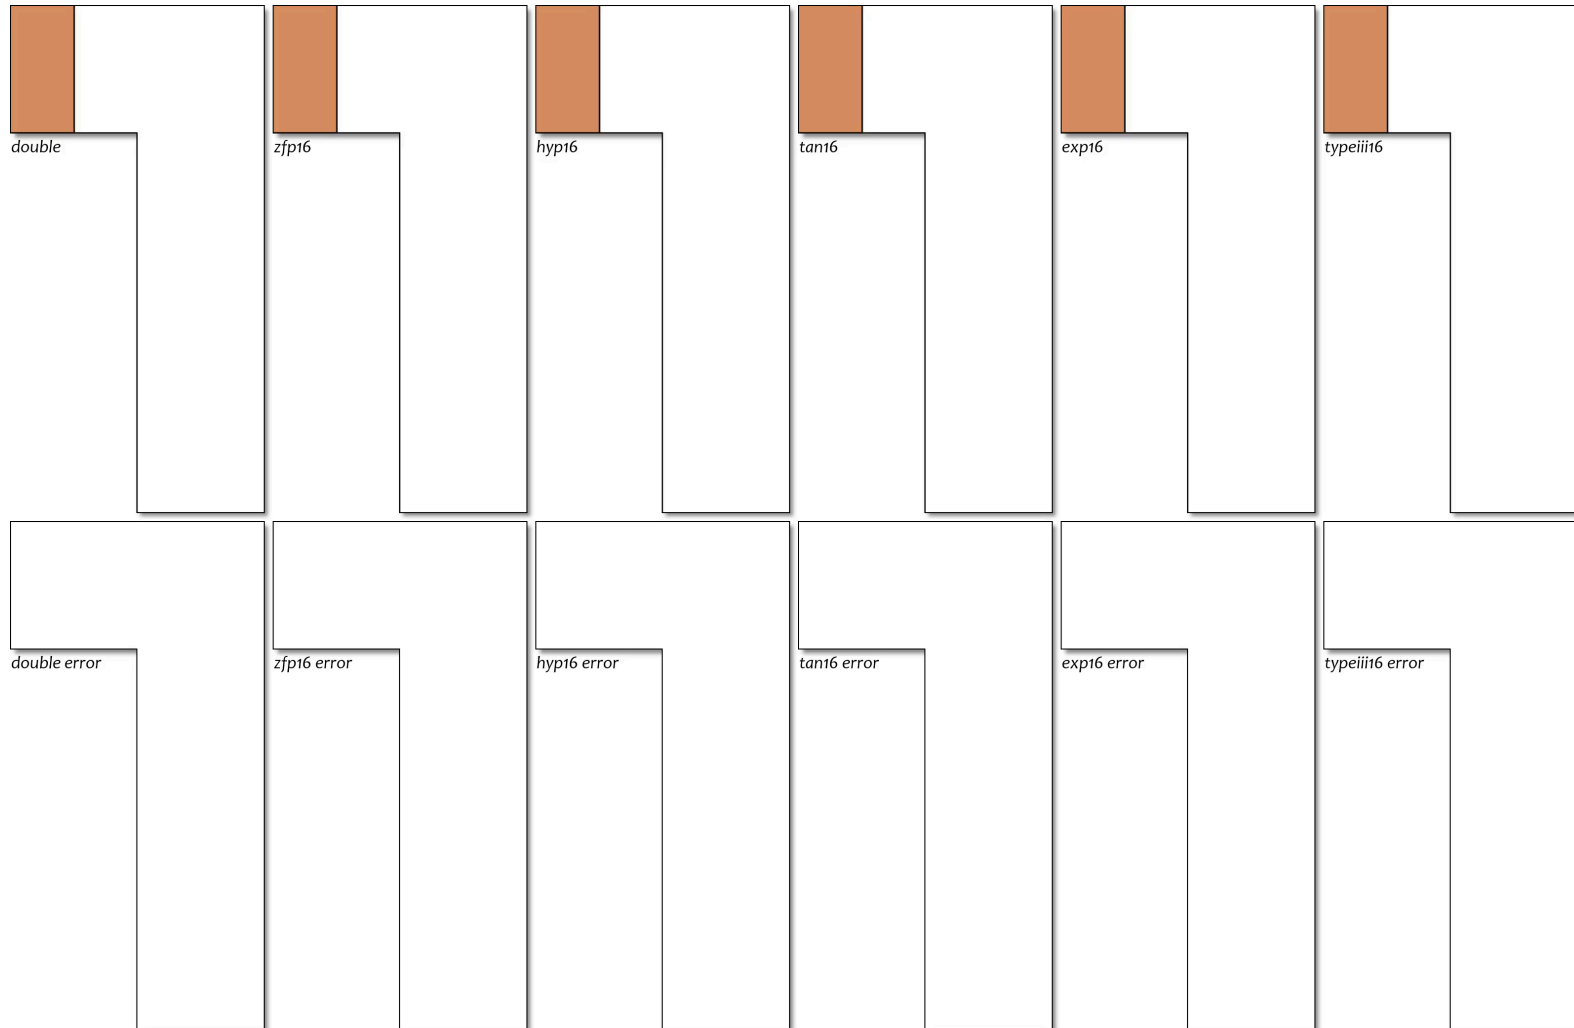 double
zfp16
hyp16
tan16
exp16
typeiii16
double error
zfp16 error
hyp16 error
tan16 error
exp16 error
typeiii16 error